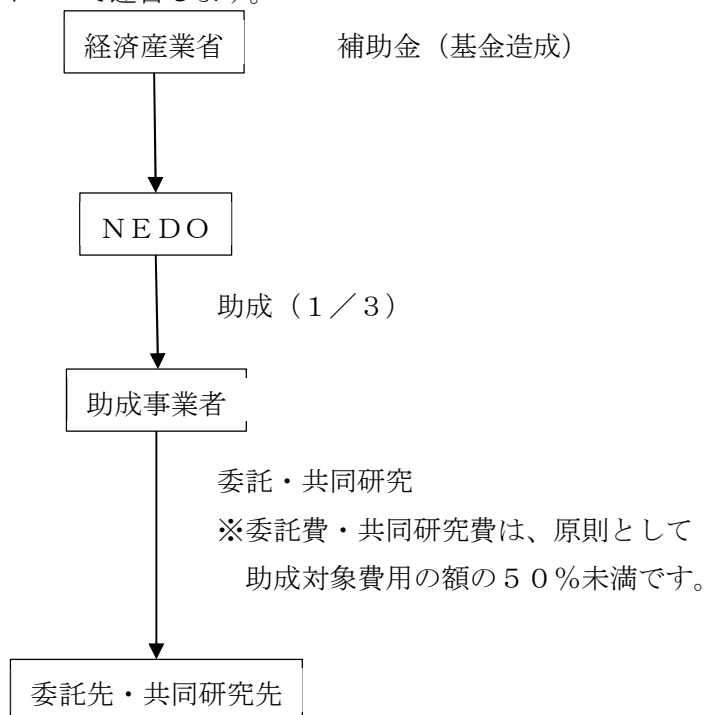 経済産業省 補助金（基金造成）
ＮＥＤＯ
助成（１／３）
助成事業者
委託・共同研究
※委託費・共同研究費は、原則として
助成対象費用の額の５０％未満です。
委託先・共同研究先